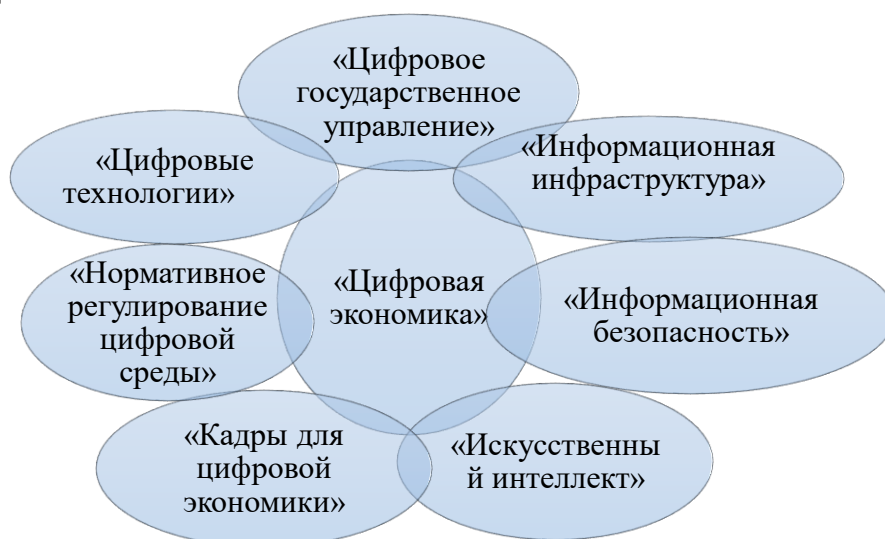 «Цифровое
государственное
управление»
«Цифровые
технологии»
«Информационная
инфраструктура»
«Нормативное
регулирование
цифровой
среды»
«Цифровая
экономика»
«Информационная
безопасность»
«Кадры для
цифровой
экономики»
«Искусственны
й интеллект»